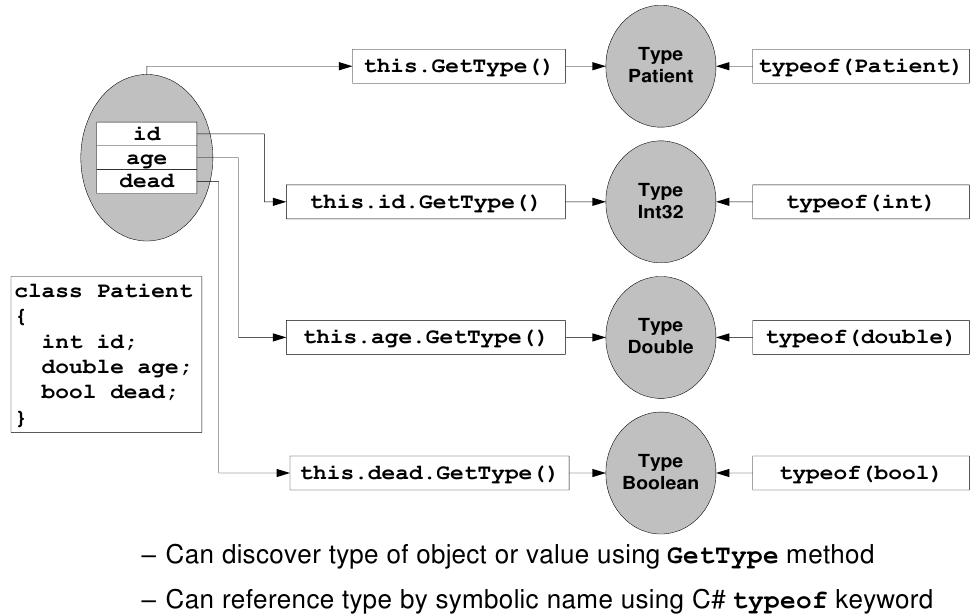 this.GetType()
Type
Patient
typeof(Patient)
id
age
dead
this.id.GetType()
Type
Int32
typeof(int)
class Patient
{
int id;
double age;
bool dead;
}
this.age.GetType()
Type
Double
typeof(double)
this.dead.GetType()
Type
Boolean
typeof(bool)
– Can discover type of object or value using GetType method
– Can reference type by symbolic name using C# typeof keyword